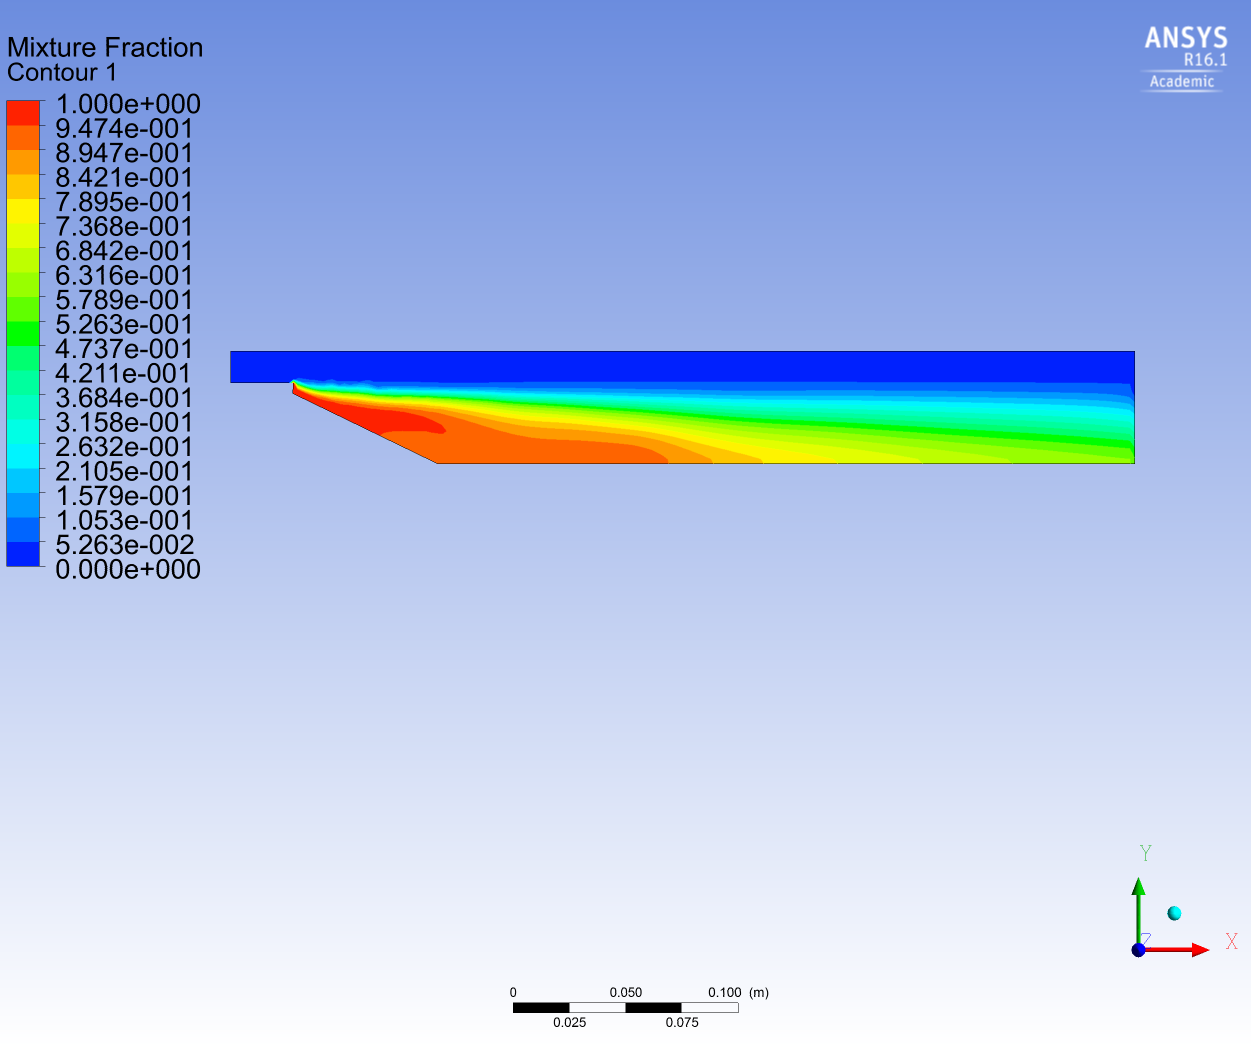 Mixture Fraction
Contour 1
1.000e+000
9.474e-001
8.947e-001
8.421e-001
7.895e-001
7.368e-001
6.842e-001
6.316e-001
5.789e-001
5.263e-001
4.737e-001
4.211e-001
3.684e-001
3.158e-001
2.632e-001
2.105e-001
1.579e-001
1.053e-001
5.263e-002
0.000e+000
ANSYS
R16.1
Academic
Y
Z
X
0 0.050 0.100 (m)
0.025 0.075